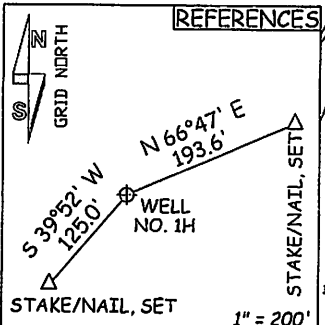 REFERENCES
N
S
GRID NORTH
N 66°47' E
193.6'
S 39°52' W
125.0'
WELL
NO. 1H
STAKE/NAIL, SET
STAKE/NAIL, SET
1" = 200'